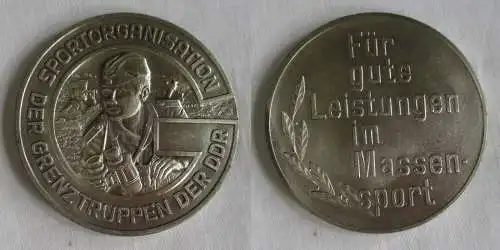 SPORTORGANISATION
DER GRENZTRUPPEN DER DDR
Für
gute
Leistungen
im
Massen-
sport